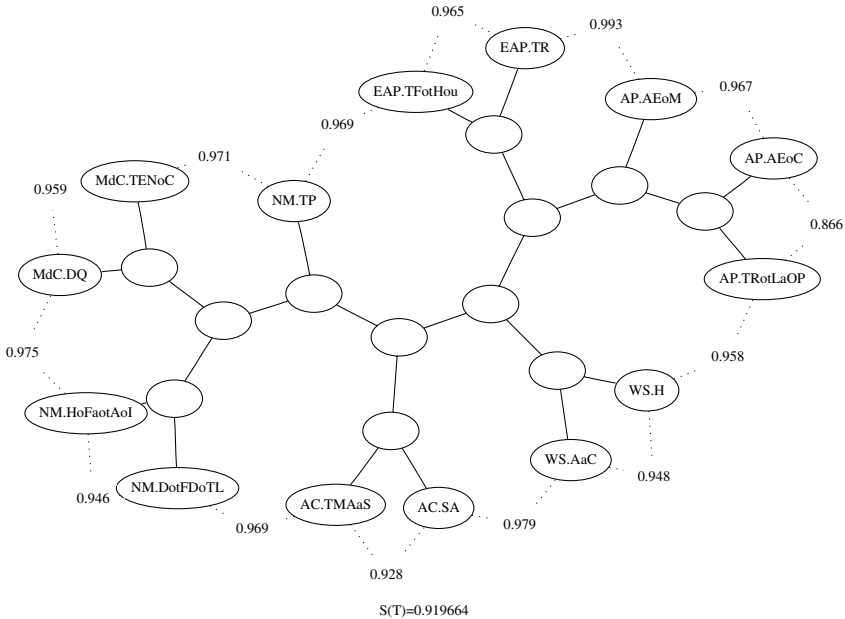 0.965
EAP.TR
0.993
EAP.TFotHou
AP.AEoM
0.967
0.969
0.971
AP.AEoC
MdC.TENoC
0.959
NM.TP
0.866
MdC.DQ
AP.TRotLaOP
0.975
0.958
WS.H
NM.HoFaotAoI
WS.AaC
0.948
NM.DotFDoTL
0.946
AC.TMAaS
AC.SA
0.969
0.979
0.928
S(T)=0.919664